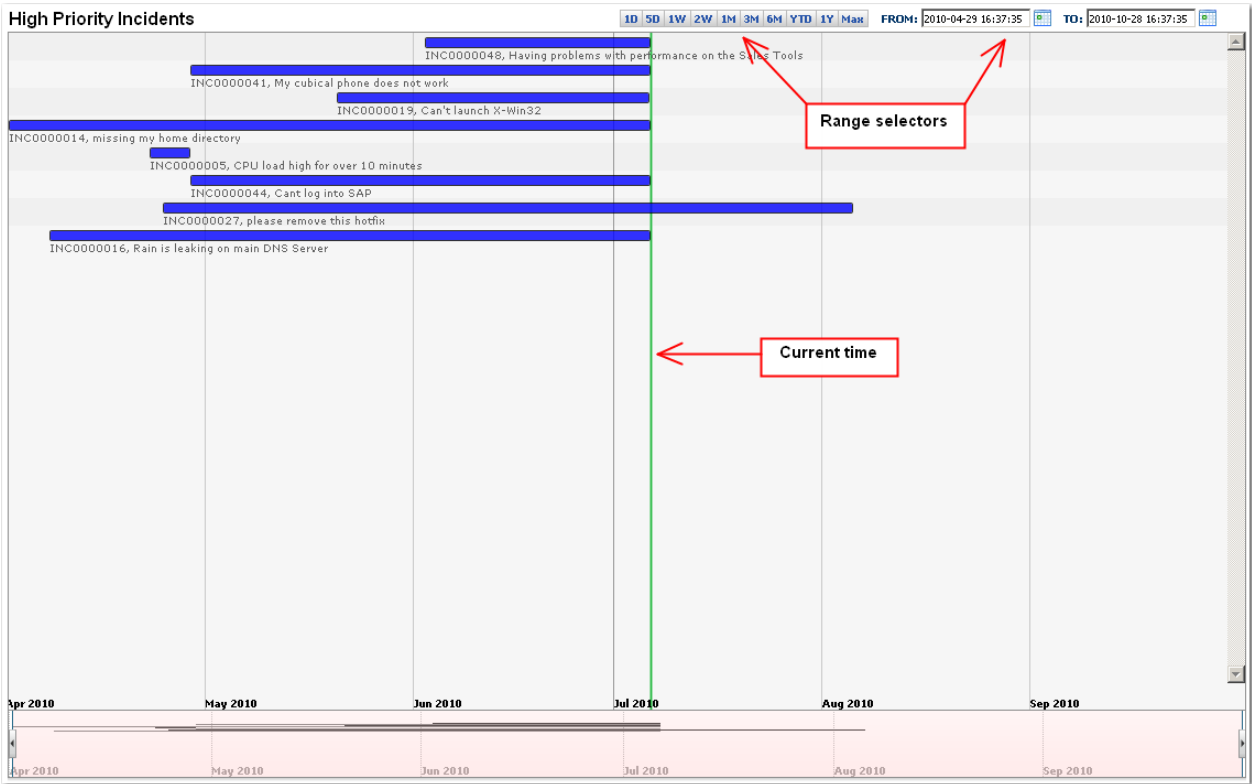 High Priority Incidents
1D 5D 1W 2W 1M 3M 6M YTD 1Y Max FROM: 2010-04-29 16:37:35 TO: 2010-10-28 16:37:35
INC0000048, Having problems with performance on the Sales Tools
INC0000041, My cubical phone does not work
INC0000019, Can't launch X-Win32
Range selectors
INC0000014, missing my home directory
INC0000005, CPU load high for over 10 minutes
INC0000044, Cant log into SAP
INC0000027, please remove this hotfix
INC0000016, Rain is leaking on main DNS Server
Current time
Apr 2010 May 2010 Jun 2010 Jul 2010 Aug 2010 Sep 2010
Apr 2010 May 2010 Jun 2010 Jul 2010 Aug 2010 Sep 2010